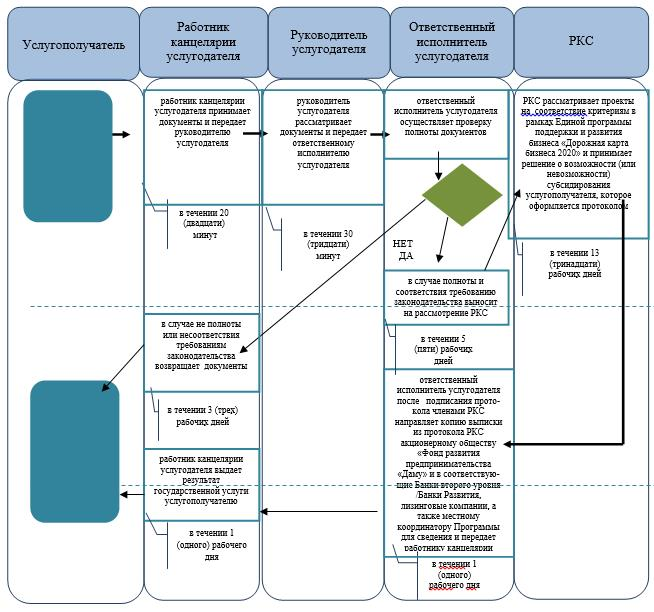 Услугополучатель
Работник
канцелярии
услугодателя
Руководитель
услугодателя
Ответственный
исполнитель
услугодателя
РКС
работник канцелярии
услугодателя принимает
документы и передает
руководителю
услугодателя
руководитель
услугодателя
рассматривает
документы и передает
ответственному
исполнителю
услугодателя
ответственный
исполнитель услугодателя
осуществляет проверку
полноты документов
РКС рассматривает проекты
на соответствие критериям в
рамках Единой программы
поддержки и развития
бизнеса «Дорожная карта
бизнеса 2020» и принимает
решение о возможности (или
невозможности)
субсидирования
услугополучателя, которое
оформляется протоколом
в течении 20
(двадцати)
минут
в течении 30
(тридцати)
минут
НЕТ
ДА
в течении 13
(тринадцати)
рабочих дней
в случае полноты и
соответствия требованию
законодательства выносит
на рассмотрение РКС
в случае не полноты
или несоответствия
требованиям
законодательства
возвращает документы
в течении 5
(пяти) рабочих
дней
в течении 3 (трех)
рабочих дней
ответственный
исполнитель услугодателя
после подписания прото-
кола членами РКС
направляет копию выписки
из протокола РКС
акционерному обществу
«Фонд развития
предпринимательства
«Даму» и в соответствую-
щие Банки второго уровня
/Банки Развития,
лизинговые компании, а
также местному
координатору Программы
для сведения и передает
работнику канцелярии
работник канцелярии
услугодателя выдает
результат
государственной услуги
услугополучателю
в течении 1
(одного) рабочего
дня
в течении 1
(одного)
рабочего дня